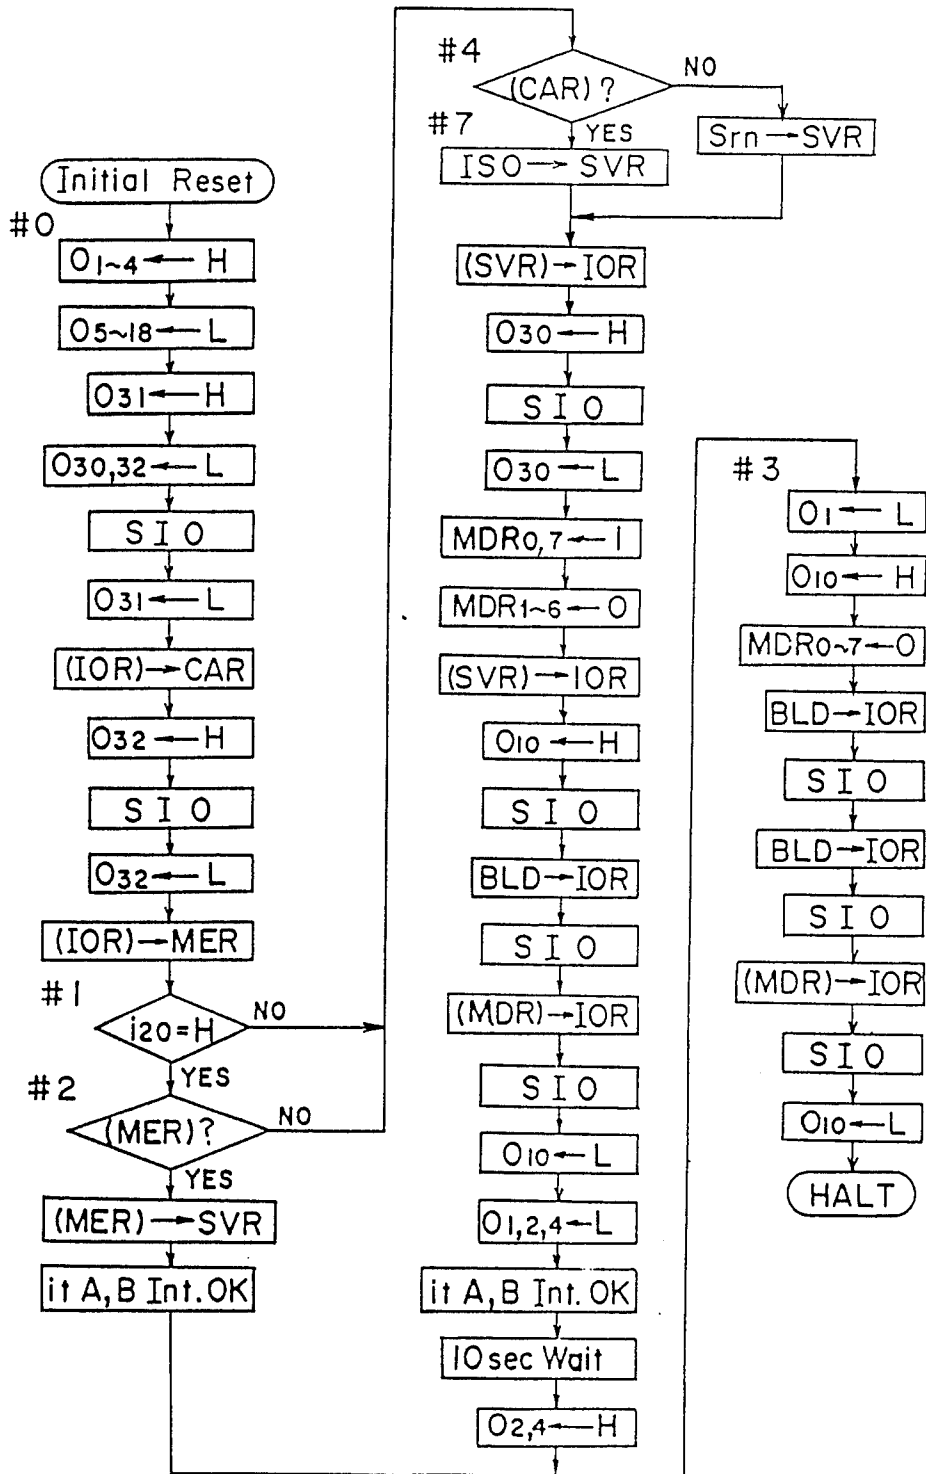 Initial Reset
#0
O1~4 ← H
O5~18 ← L
O31 ← H
O30,32 ← L
SIO
O31 ← L
(IOR) → CAR
O32 ← H
SIO
O32 ← L
(IOR) → MER
#1
i20=H
NO
YES
#2
(MER)?
NO
YES
(MER) → SVR
it A,B Int.OK
#4
(CAR)?
NO
YES
Srn → SVR
#7
ISO → SVR
(SVR) → IOR
O30 ← H
SIO
O30 ← L
MDR0,7 ← 1
MDR1~6 ← O
(SVR) → IOR
O10 ← H
SIO
BLD → IOR
SIO
(MDR) → IOR
SIO
O10 ← L
O1,2,4 ← L
it A,B Int.OK
10sec Wait
O2,4 ← H
#3
O1 ← L
O10 ← H
MDR0~7 ← O
BLD → IOR
SIO
BLD → IOR
SIO
(MDR) → IOR
SIO
O10 ← L
HALT